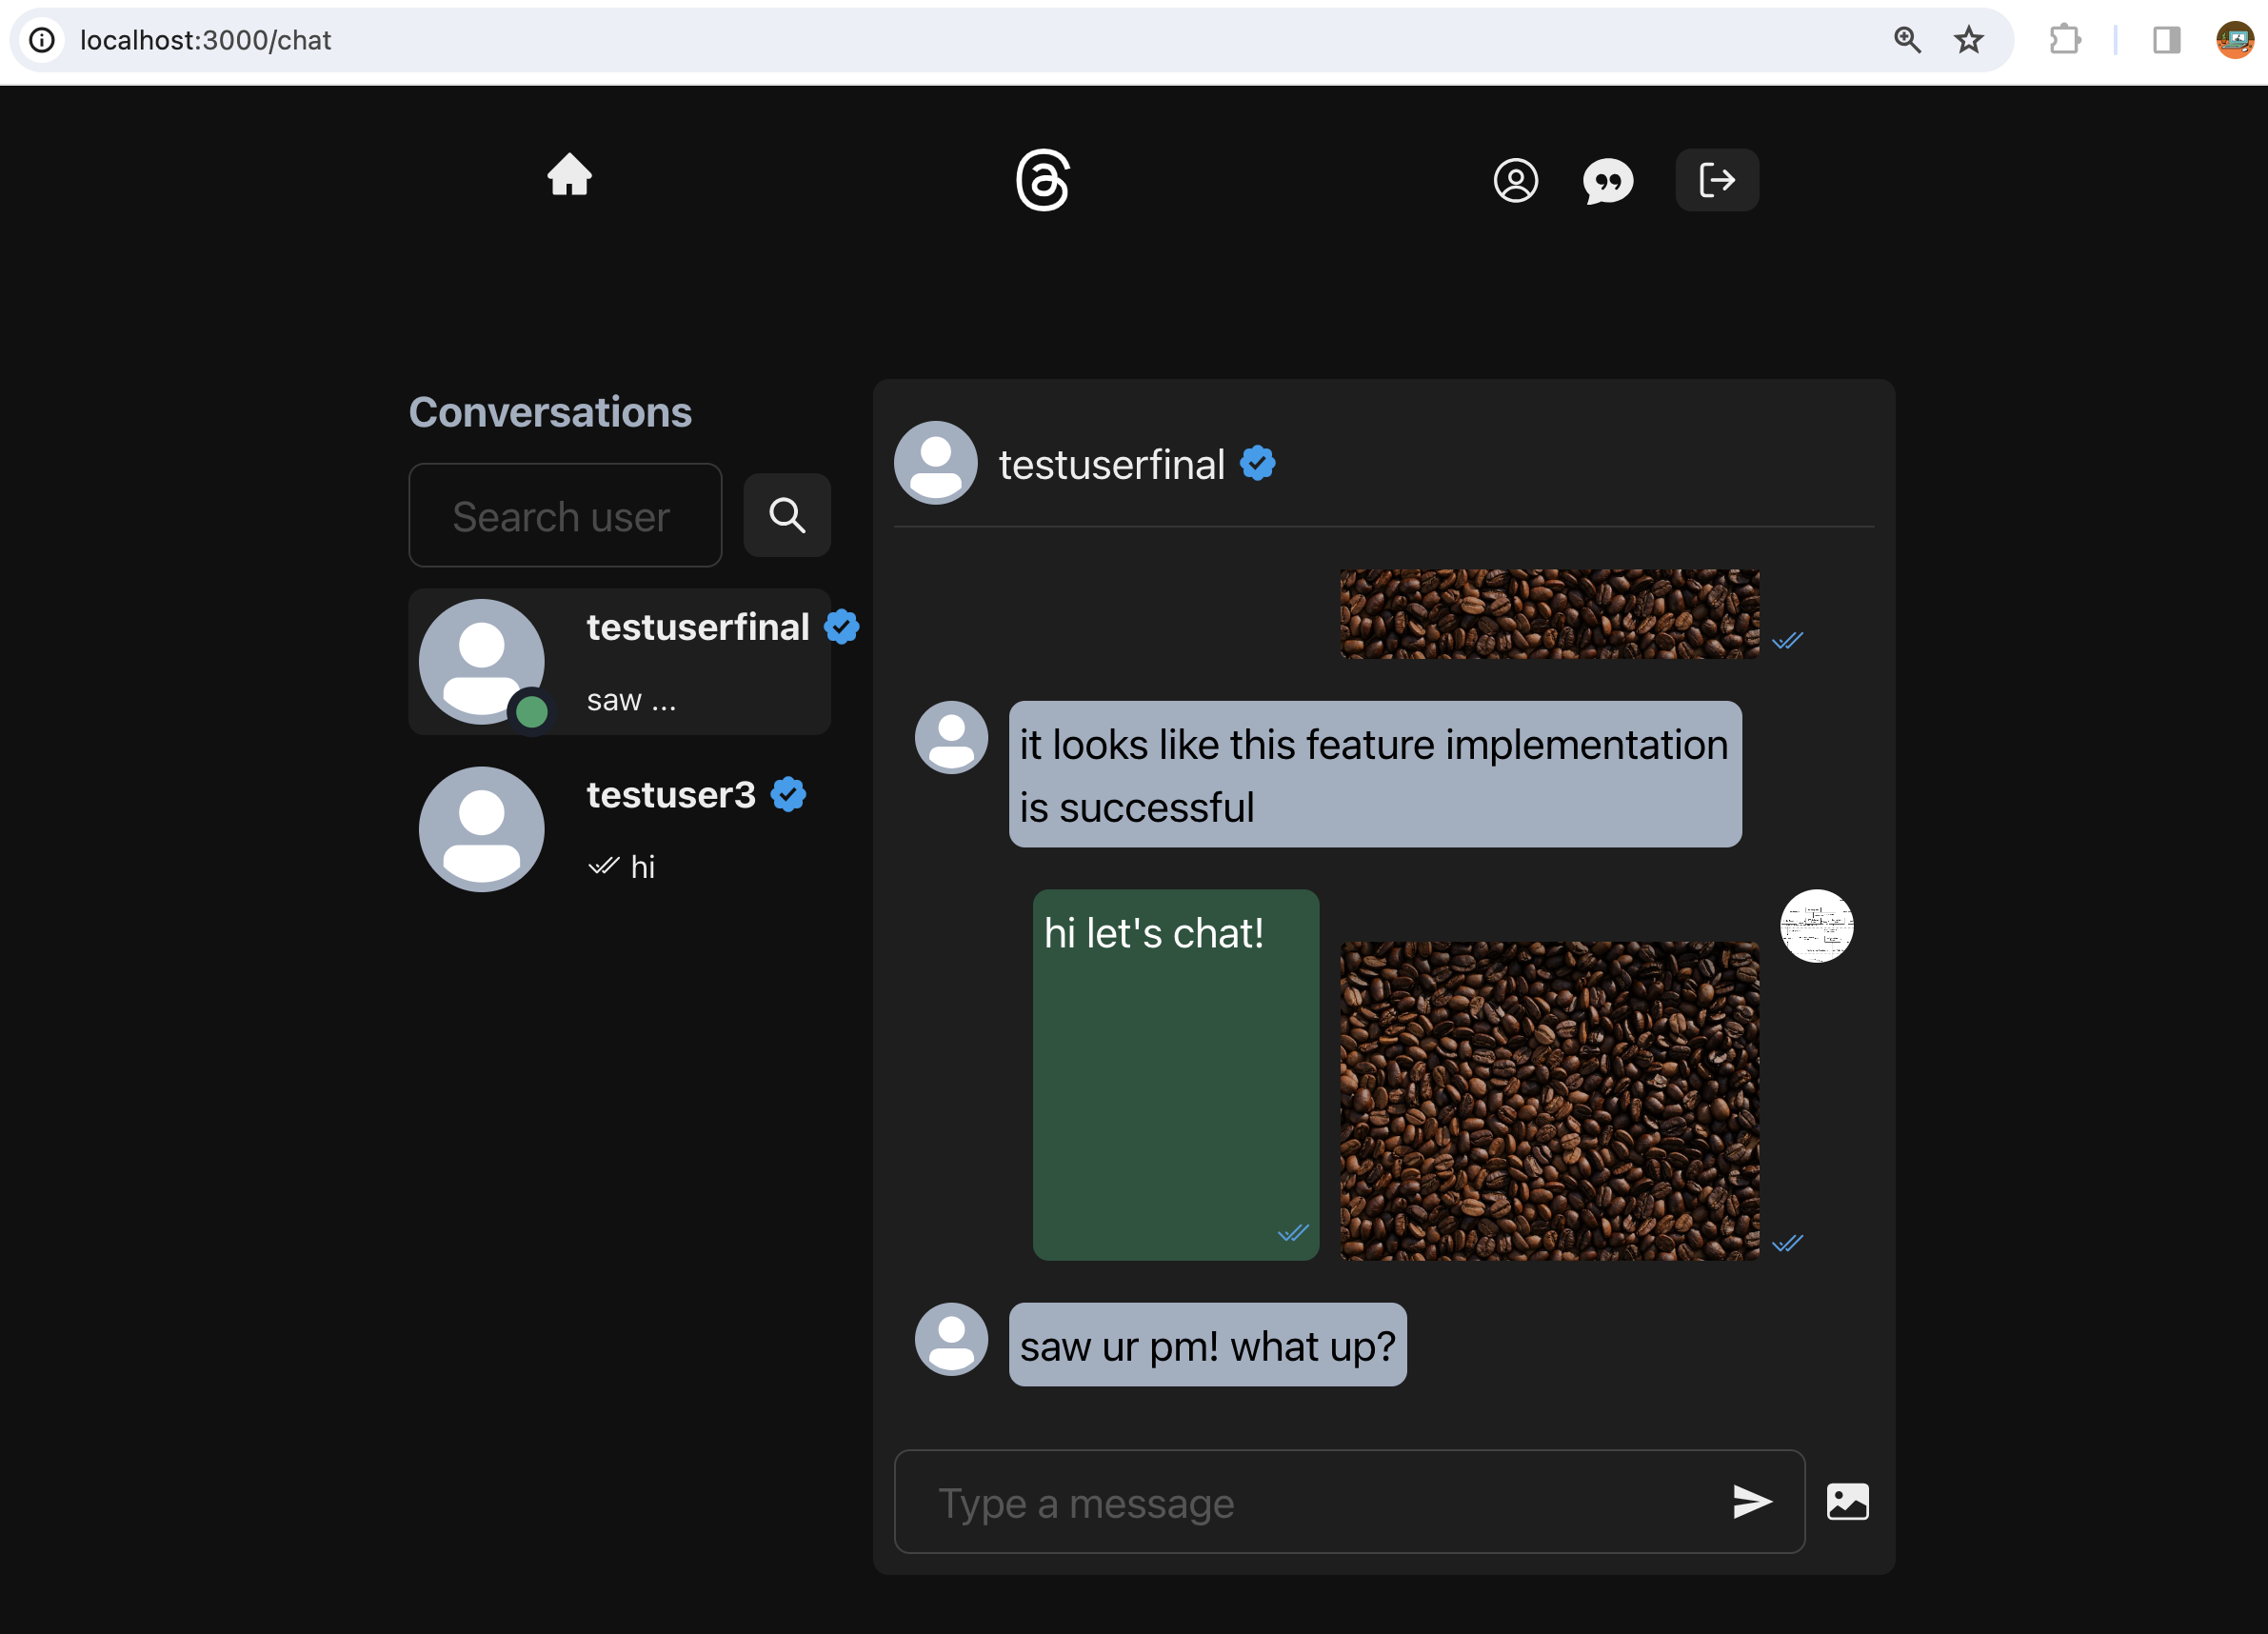 localhost:3000/chat
Conversations
Search user
testuserfinal
saw ...
testuser3
hi
testuserfinal
it looks like this feature implementation
is successful
hi let's chat!
saw ur pm! what up?
Type a message